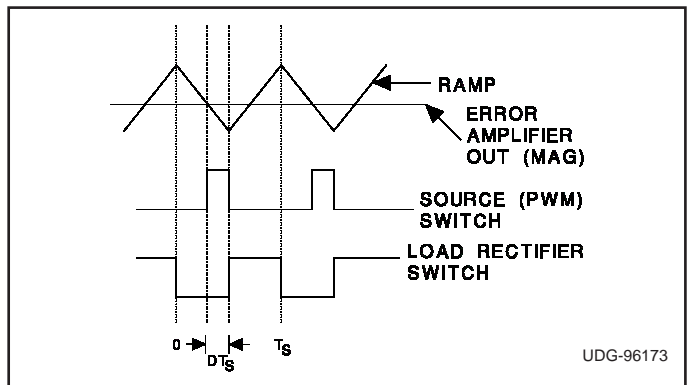 RAMP
ERROR
AMPLIFIER
OUT (MAG)
SOURCE (PWM)
SWITCH
LOAD RECTIFIER
SWITCH
0
DTS
TS
UDG-96173